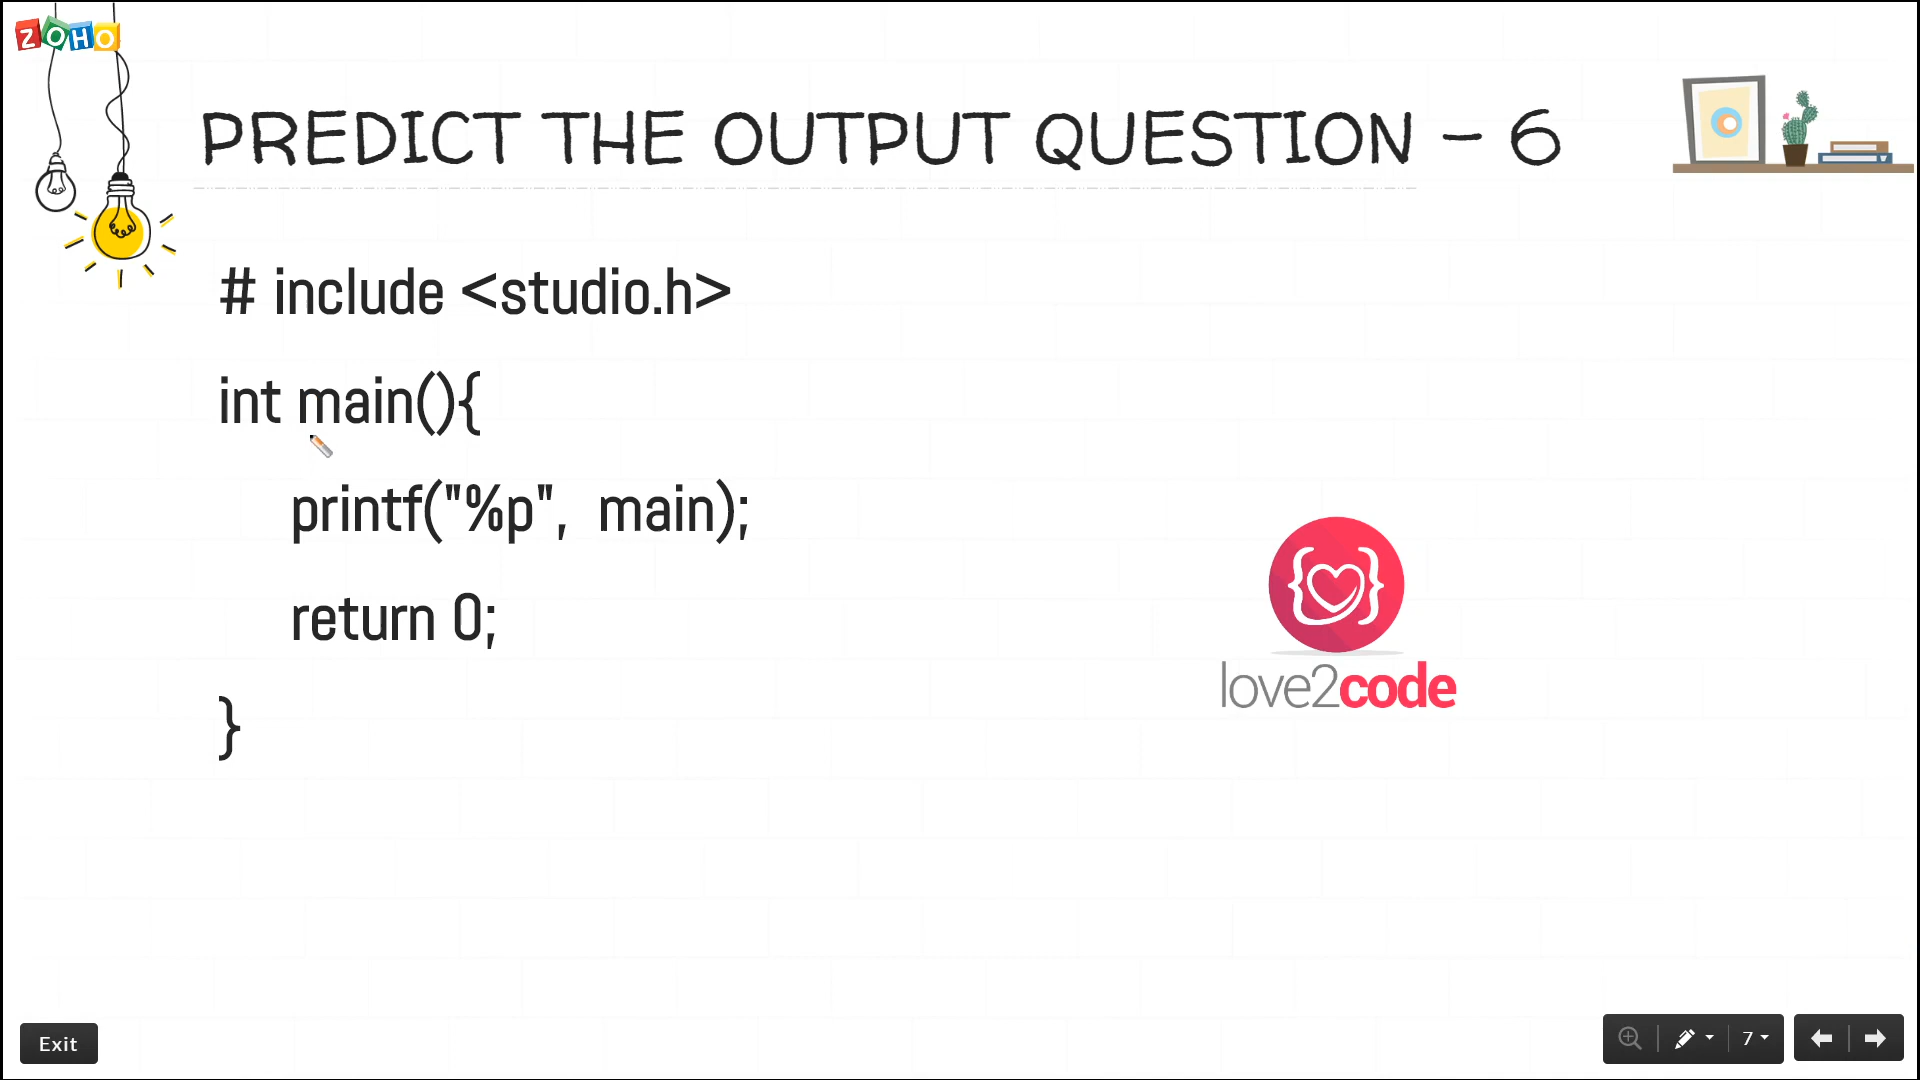 ZOHO
PREDICT THE OUTPUT QUESTION - 6
# include <studio.h>
int main(){
printf("%p", main);
return 0;
}
love2code
Exit
7